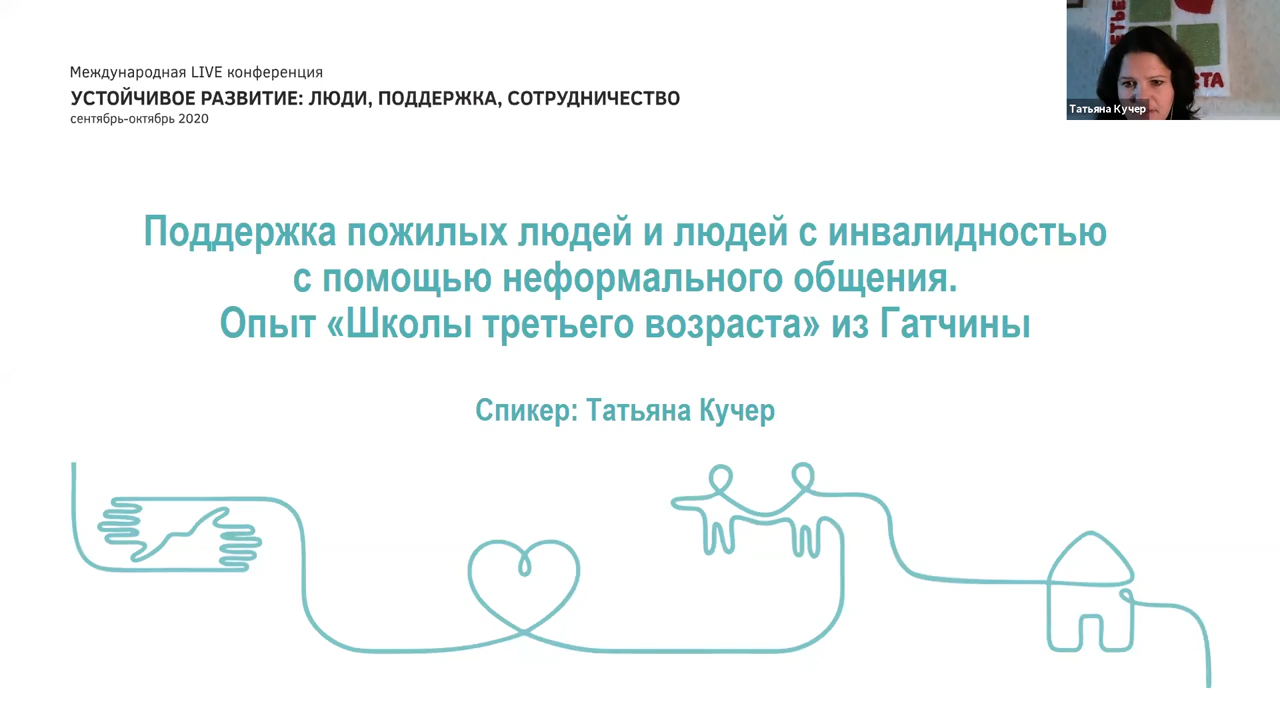 Международная LIVE конференция
УСТОЙЧИВОЕ РАЗВИТИЕ: ЛЮДИ, ПОДДЕРЖКА, СОТРУДНИЧЕСТВО
сентябрь-октябрь 2020
Татьяна Кучер
Поддержка пожилых людей и людей с инвалидностью
с помощью неформального общения.
Опыт «Школы третьего возраста» из Гатчины
Спикер: Татьяна Кучер